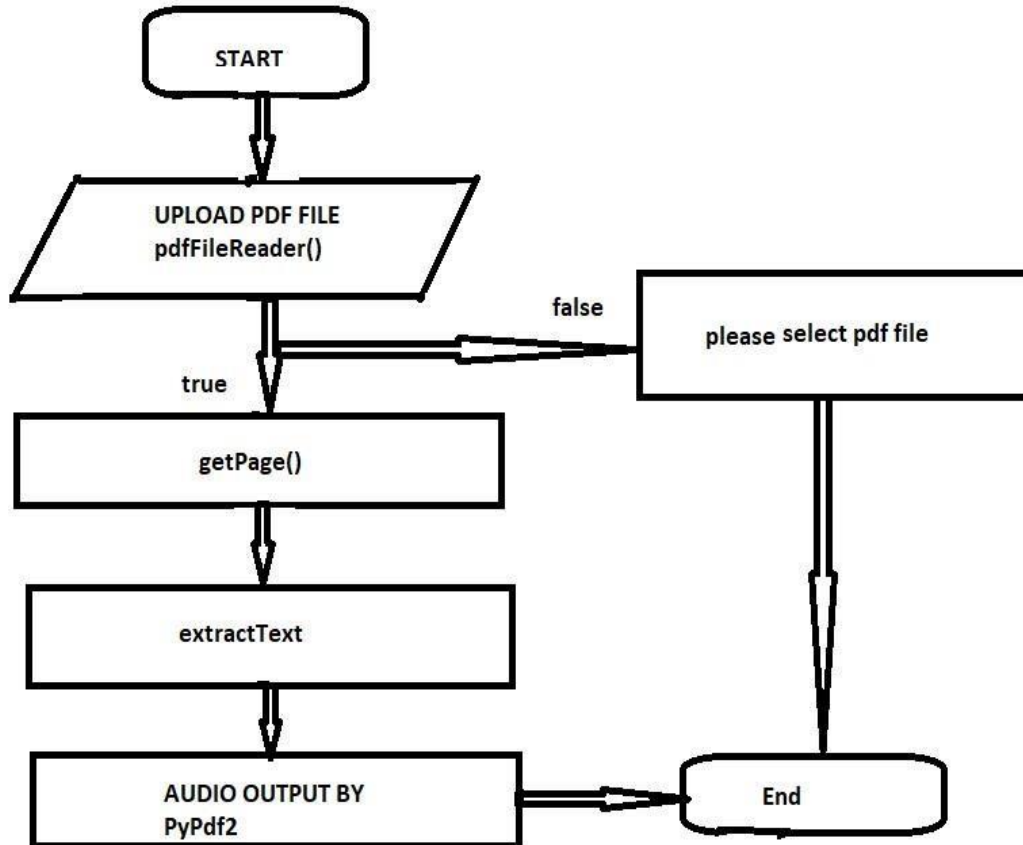 START
UPLOAD PDF FILE
pdfFileReader()
false
please select pdf file
true
getPage()
extractText
AUDIO OUTPUT BY
PyPdf2
End